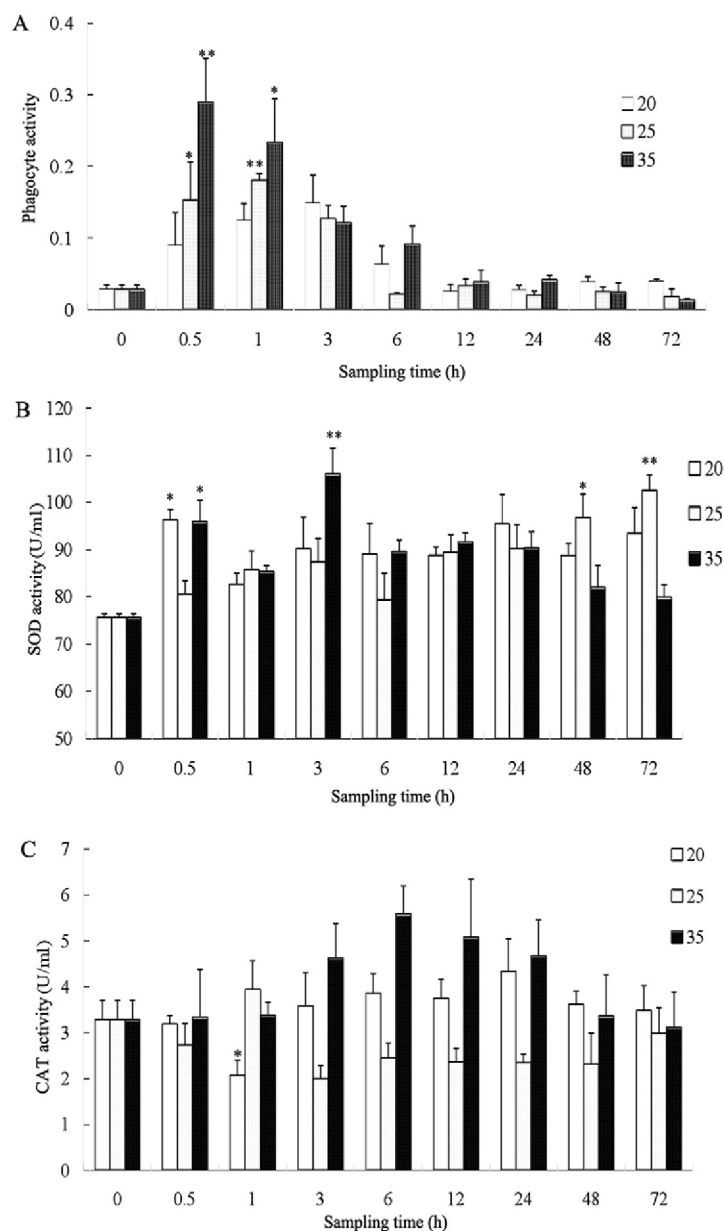 A
Phagocyte activity
0.4
0.3
0.2
0.1
0
** 
* 
** 
*
20
25
35
0 0.5 1 3 6 12 24 48 72
Sampling time (h)
B
SOD activity (U/ml)
120
110
100
90
80
70
60
50
* * ** * **
20
25
35
0 0.5 1 3 6 12 24 48 72
Sampling time (h)
C
CAT activity (U/ml)
7
6
5
4
3
2
1
0
*
20
25
35
0 0.5 1 3 6 12 24 48 72
Sampling time (h)